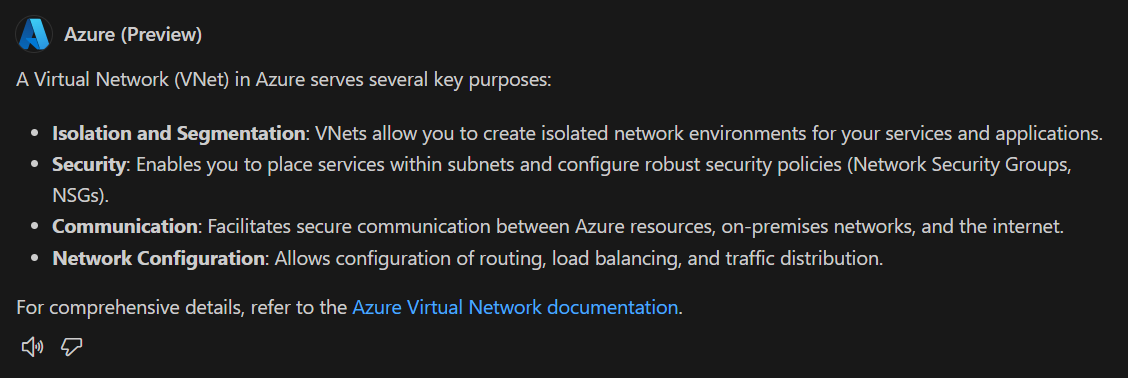 Azure (Preview)
A Virtual Network (VNet) in Azure serves several key purposes:
• Isolation and Segmentation: VNets allow you to create isolated network environments for your services and applications.
• Security: Enables you to place services within subnets and configure robust security policies (Network Security Groups,
NSGs).
• Communication: Facilitates secure communication between Azure resources, on-premises networks, and the internet.
• Network Configuration: Allows configuration of routing, load balancing, and traffic distribution.
For comprehensive details, refer to the Azure Virtual Network documentation.